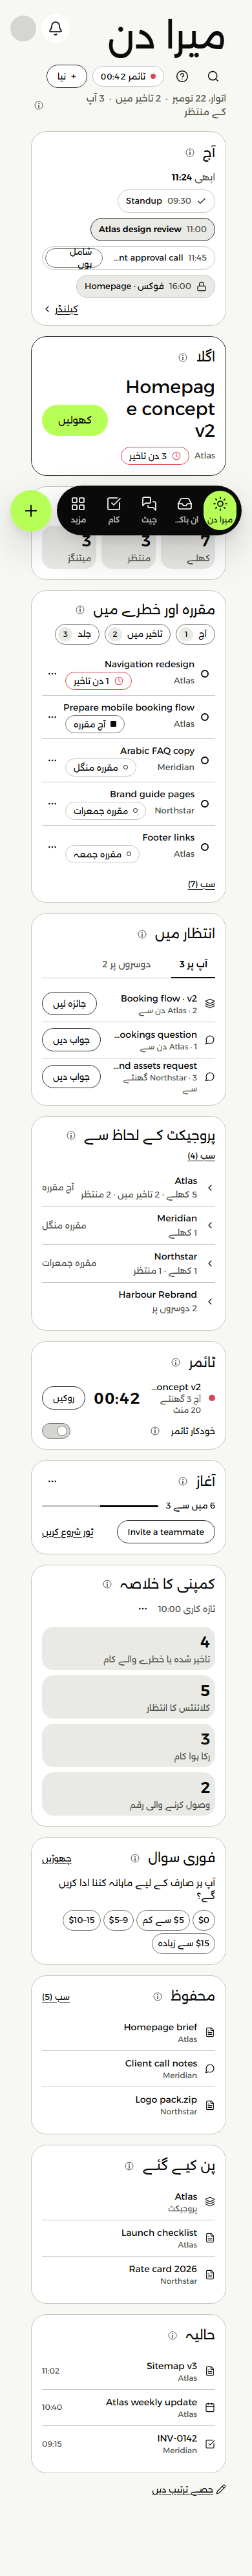 میرا دن
ٹائمر 00:42
+ نیا
اتوار، 22 نومبر · 2 تاخیر میں · 3 آپ کے منتظر
آج
ابھی 11:24
09:30 Standup
11:00 Atlas design review
11:45 ...nt approval call
شامل ہوں
16:00 فوکس · Homepage
کیلنڈر
اگلا
Homepage concept v2
کھولیں
Atlas
3 دن تاخیر
میرا دن
ان باک...
چیٹ
کام
مزید
7 کھلے
3 منتظر
3 میٹنگز
مقررہ اور خطرے میں
آج 1
تاخیر میں 2
جلد 3
Navigation redesign
Atlas
1 دن تاخیر
Prepare mobile booking flow
Atlas
آج مقررہ
Arabic FAQ copy
Meridian
مقررہ منگل
Brand guide pages
Northstar
مقررہ جمعرات
Footer links
Atlas
مقررہ جمعہ
سب (7)
انتظار میں
آپ پر 3
دوسروں پر 2
Booking flow · v2
Atlas · 2 دن سے
جائزہ لیں
...ookings question
Atlas · 1 دن سے
جواب دیں
...nd assets request
Northstar · 3 گھنٹے سے
جواب دیں
پروجیکٹ کے لحاظ سے
سب (4)
Atlas
5 کھلے · 2 تاخیر میں · 2 منتظر
آج مقررہ
Meridian
1 کھلے
مقررہ منگل
Northstar
1 کھلے · 1 منتظر
مقررہ جمعرات
Harbour Rebrand
2 دوسروں پر
ٹائمر
...oncept v2
آج 3 گھنٹے 20 منٹ
00:42
روکیں
خودکار ٹائمر
آغاز
6 میں سے 3
Invite a teammate
ٹور شروع کریں
کمپنی کا خلاصہ
تازہ کاری 10:00
4
تاخیر شدہ یا خطرے والے کام
5
کلائنٹس کا انتظار
3
رکا ہوا کام
2
وصول کرنے والی رقم
فوری سوال
چھوڑیں
آپ ہر صارف کے لیے ماہانہ کتنا ادا کریں گے؟
$0
$5 سے کم
$5–9
$10–15
$15 سے زیادہ
محفوظ
سب (5)
Homepage brief
Atlas
Client call notes
Meridian
Logo pack.zip
Northstar
پن کیے گئے
Atlas
پروجیکٹ
Launch checklist
Atlas
Rate card 2026
Northstar
حالیہ
Sitemap v3
Atlas
11:02
Atlas weekly update
Atlas
10:40
INV-0142
Meridian
09:15
حصے ترتیب دیں